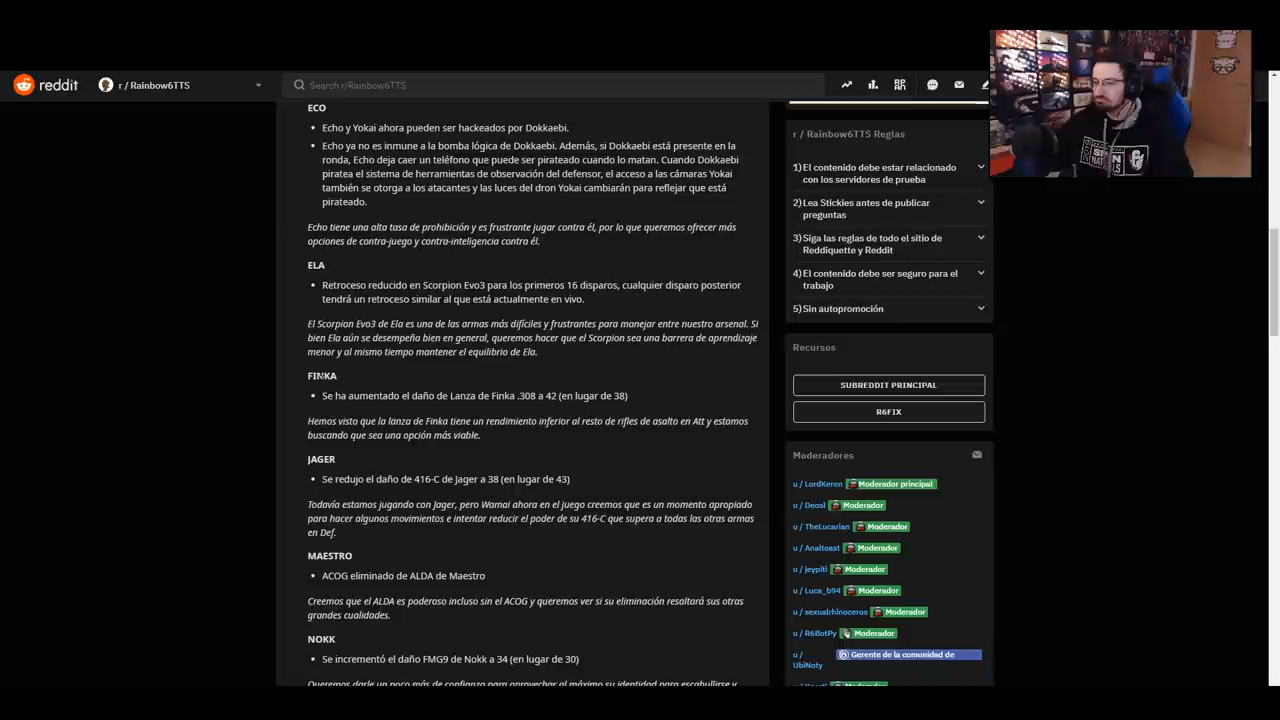 reddit
r / Rainbow6TTS
Search r/Rainbow6TTS
ECO
• Echo y Yokai ahora pueden ser hackeados por Dokkaebi.
• Echo ya no es inmune a la bomba lógica de Dokkaebi. Además, si Dokkaebi está presente en la
ronda, Echo deja caer un teléfono que puede ser pirateado cuando lo matan. Cuando Dokkaebi
piratea el sistema de herramientas de observación del defensor, el acceso a las cámaras Yokai
también se otorga a los atacantes y las luces del dron Yokai cambiarán para reflejar que está
pirateado.
Echo tiene una alta tasa de prohibición y es frustrante jugar contra él, por lo que queremos ofrecer más
opciones de contra-juego y contra-inteligencia contra él.
ELA
• Retroceso reducido en Scorpion Evo3 para los primeros 16 disparos, cualquier disparo posterior
tendrá un retroceso similar al que está actualmente en vivo.
El Scorpion Evo3 de Ela es una de las armas más difíciles y frustrantes para manejar entre nuestro arsenal. Si
bien Ela aún se desempeña bien en general, queremos hacer que el Scorpion sea una barrera de aprendizaje
menor y al mismo tiempo mantener el equilibrio de Ela.
FINKA
• Se ha aumentado el daño de Lanza de Finka .308 a 42 (en lugar de 38)
Hemos visto que la lanza de Finka tiene un rendimiento inferior al resto de rifles de asalto en Att y estamos
buscando que sea una opción más viable.
JAGER
• Se redujo el daño de 416-C de Jager a 38 (en lugar de 43)
Todavía estamos jugando con Jager, pero Wamai ahora en el juego creemos que es un momento apropiado
para hacer algunos movimientos e intentar reducir el poder de su 416-C que supera a todas las otras armas
en Def.
MAESTRO
• ACOG eliminado de ALDA de Maestro
Creemos que el ALDA es poderoso incluso sin el ACOG y queremos ver si su eliminación resaltará sus otras
grandes cualidades.
NOKK
• Se incrementó el daño FMG9 de Nokk a 34 (en lugar de 30)
Queremos darle un poco más de confianza para aprovechar al máximo su identidad para escabullirse y
r / Rainbow6TTS Reglas
1) El contenido debe estar relacionado
con los servidores de prueba
2) Lea Stickies antes de publicar
preguntas
3) Siga las reglas de todo el sitio de
Reddiquette y Reddit
4) El contenido debe ser seguro para el
trabajo
5) Sin autopromoción
Recursos
SUBREDDIT PRINCIPAL
R6FIX
Moderadores
u / LordKeren Moderador principal
u / Deosl Moderador
u / TheLucarian Moderador
u / Analtoast Moderador
u / jeypiti Moderador
u / Luca_b94 Moderador
u / sexualrhinoceros Moderador
u / R6BotPy Moderador
u / UbiNoty Gerente de la comunidad de
Moderador